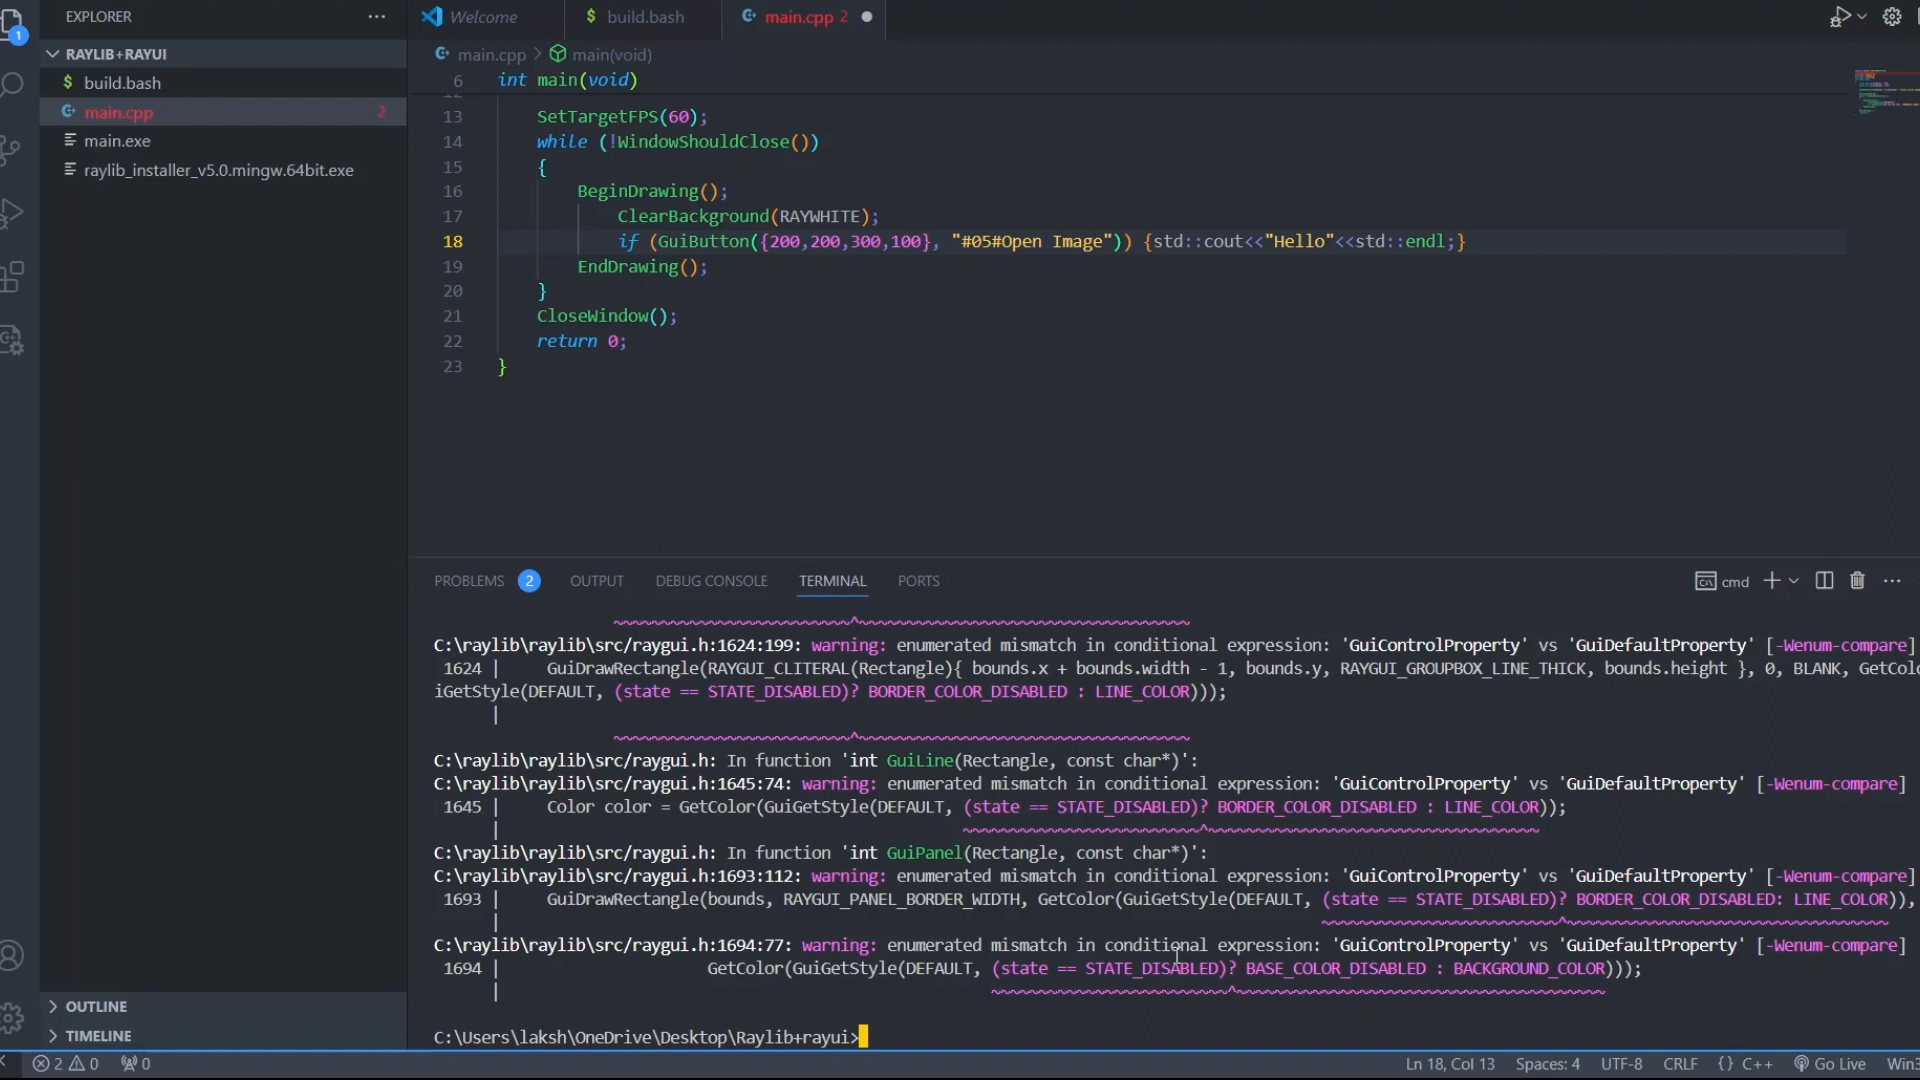 EXPLORER
RAYLIB+RAYUI
$ build.bash
main.cpp 2
main.exe
raylib_installer_v5.0.mingw.64bit.exe
OUTLINE
TIMELINE
1
Welcome
$ build.bash
main.cpp 2
main.cpp > main(void)
6 int main(void)
13 SetTargetFPS(60);
14 while (!WindowShouldClose())
15 {
16 BeginDrawing();
17 ClearBackground(RAYWHITE);
18 if (GuiButton({200,200,300,100}, "#05#Open Image")) {std::cout<<"Hello"<<std::endl;}
19 EndDrawing();
20 }
21 CloseWindow();
22 return 0;
23 }
PROBLEMS 2 OUTPUT DEBUG CONSOLE TERMINAL PORTS
cmd
C:\raylib\raylib\src/raygui.h:1624:199: warning: enumerated mismatch in conditional expression: 'GuiControlProperty' vs 'GuiDefaultProperty' [-Wenum-compare]
1624 | GuiDrawRectangle(RAYGUI_CLITERAL(Rectangle){ bounds.x + bounds.width - 1, bounds.y, RAYGUI_GROUPBOX_LINE_THICK, bounds.height }, 0, BLANK, GetColo
iGetStyle(DEFAULT, (state == STATE_DISABLED)? BORDER_COLOR_DISABLED : LINE_COLOR)));
|
C:\raylib\raylib\src/raygui.h: In function 'int GuiLine(Rectangle, const char*)':
C:\raylib\raylib\src/raygui.h:1645:74: warning: enumerated mismatch in conditional expression: 'GuiControlProperty' vs 'GuiDefaultProperty' [-Wenum-compare]
1645 | Color color = GetColor(GuiGetStyle(DEFAULT, (state == STATE_DISABLED)? BORDER_COLOR_DISABLED : LINE_COLOR));
|
C:\raylib\raylib\src/raygui.h: In function 'int GuiPanel(Rectangle, const char*)':
C:\raylib\raylib\src/raygui.h:1693:112: warning: enumerated mismatch in conditional expression: 'GuiControlProperty' vs 'GuiDefaultProperty' [-Wenum-compare]
1693 | GuiDrawRectangle(bounds, RAYGUI_PANEL_BORDER_WIDTH, GetColor(GuiGetStyle(DEFAULT, (state == STATE_DISABLED)? BORDER_COLOR_DISABLED: LINE_COLOR)),
|
C:\raylib\raylib\src/raygui.h:1694:77: warning: enumerated mismatch in conditional expression: 'GuiControlProperty' vs 'GuiDefaultProperty' [-Wenum-compare]
1694 | GetColor(GuiGetStyle(DEFAULT, (state == STATE_DISABLED)? BASE_COLOR_DISABLED : BACKGROUND_COLOR)));
|
C:\Users\laksh\OneDrive\Desktop\Raylib+rayui>
2 0 0 Ln 18, Col 13 Spaces: 4 UTF-8 CRLF {} C++ Go Live Win3